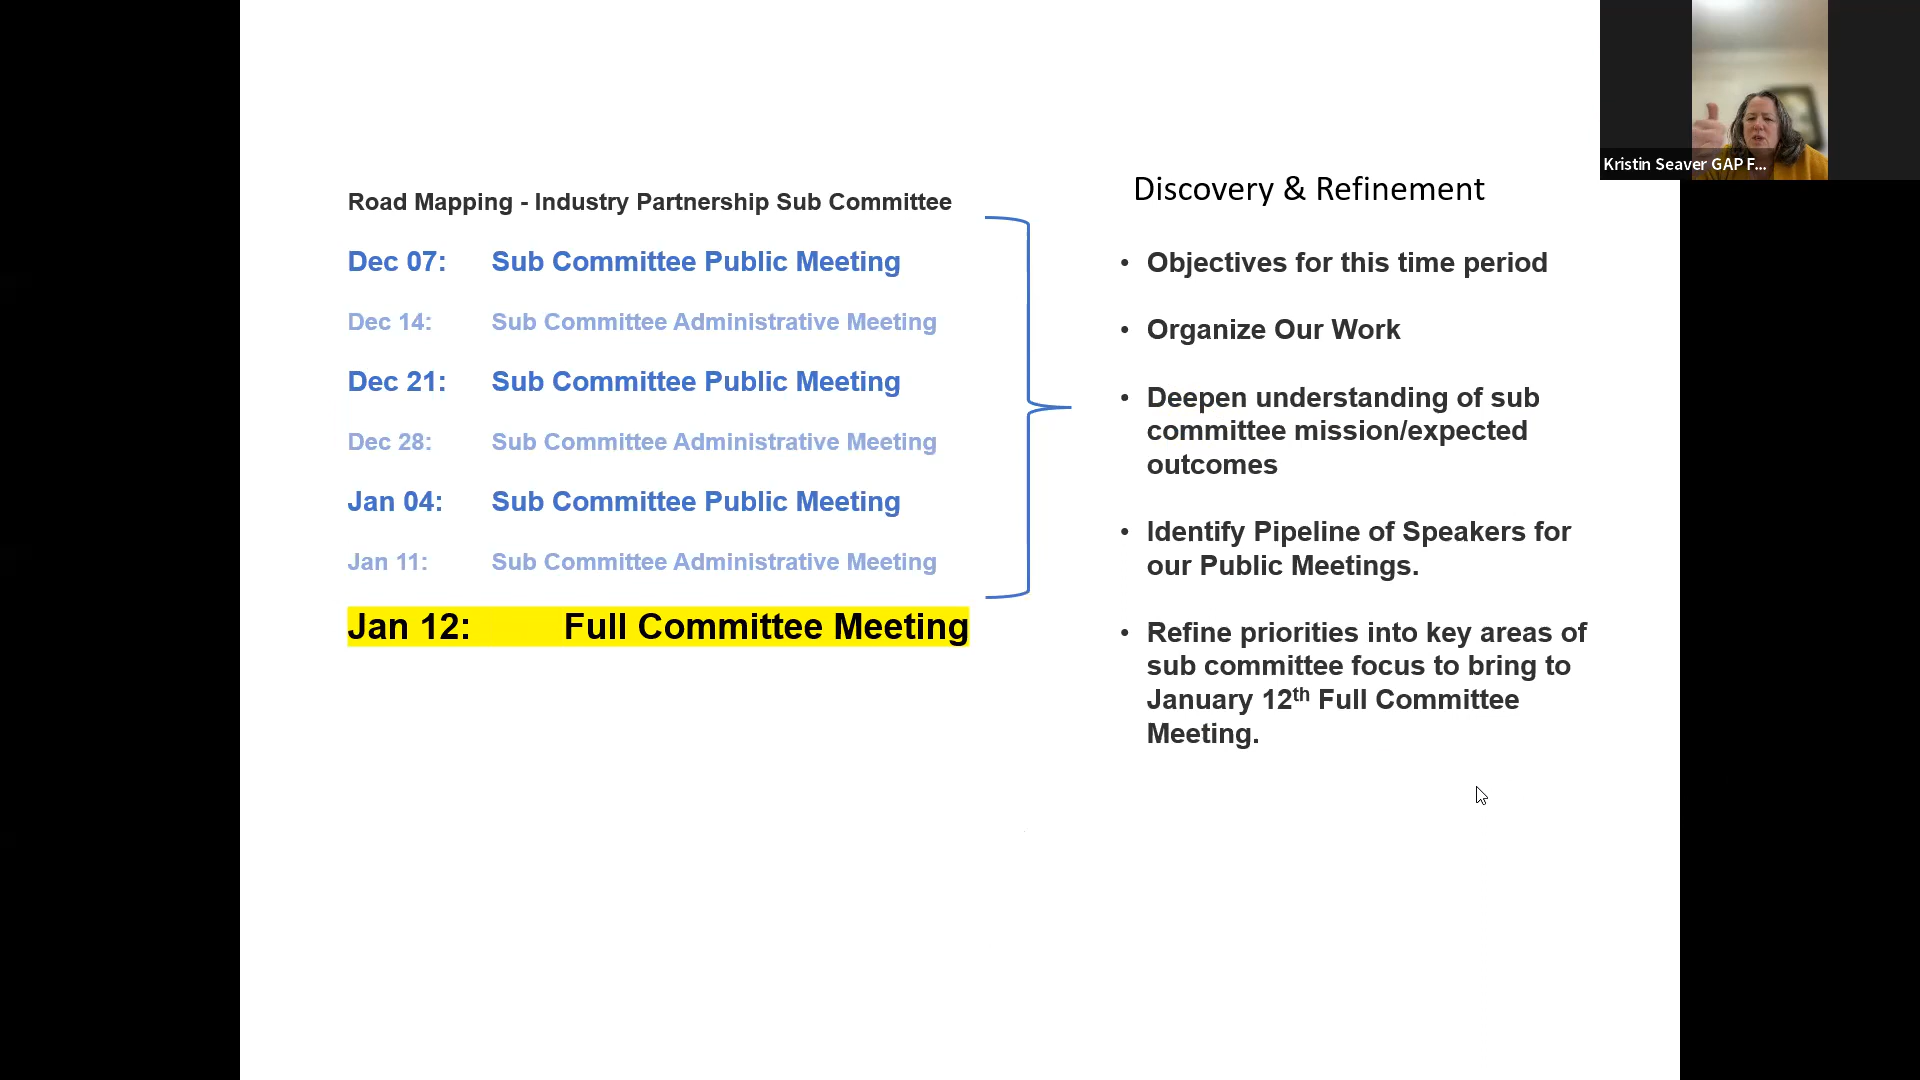 Kristin Seaver GAP F...
Road Mapping - Industry Partnership Sub Committee
Dec 07: Sub Committee Public Meeting
Dec 14: Sub Committee Administrative Meeting
Dec 21: Sub Committee Public Meeting
Dec 28: Sub Committee Administrative Meeting
Jan 04: Sub Committee Public Meeting
Jan 11: Sub Committee Administrative Meeting
Jan 12: Full Committee Meeting
Discovery & Refinement
• Objectives for this time period
• Organize Our Work
• Deepen understanding of sub
committee mission/expected
outcomes
• Identify Pipeline of Speakers for
our Public Meetings.
• Refine priorities into key areas of
sub committee focus to bring to
January 12th Full Committee
Meeting.